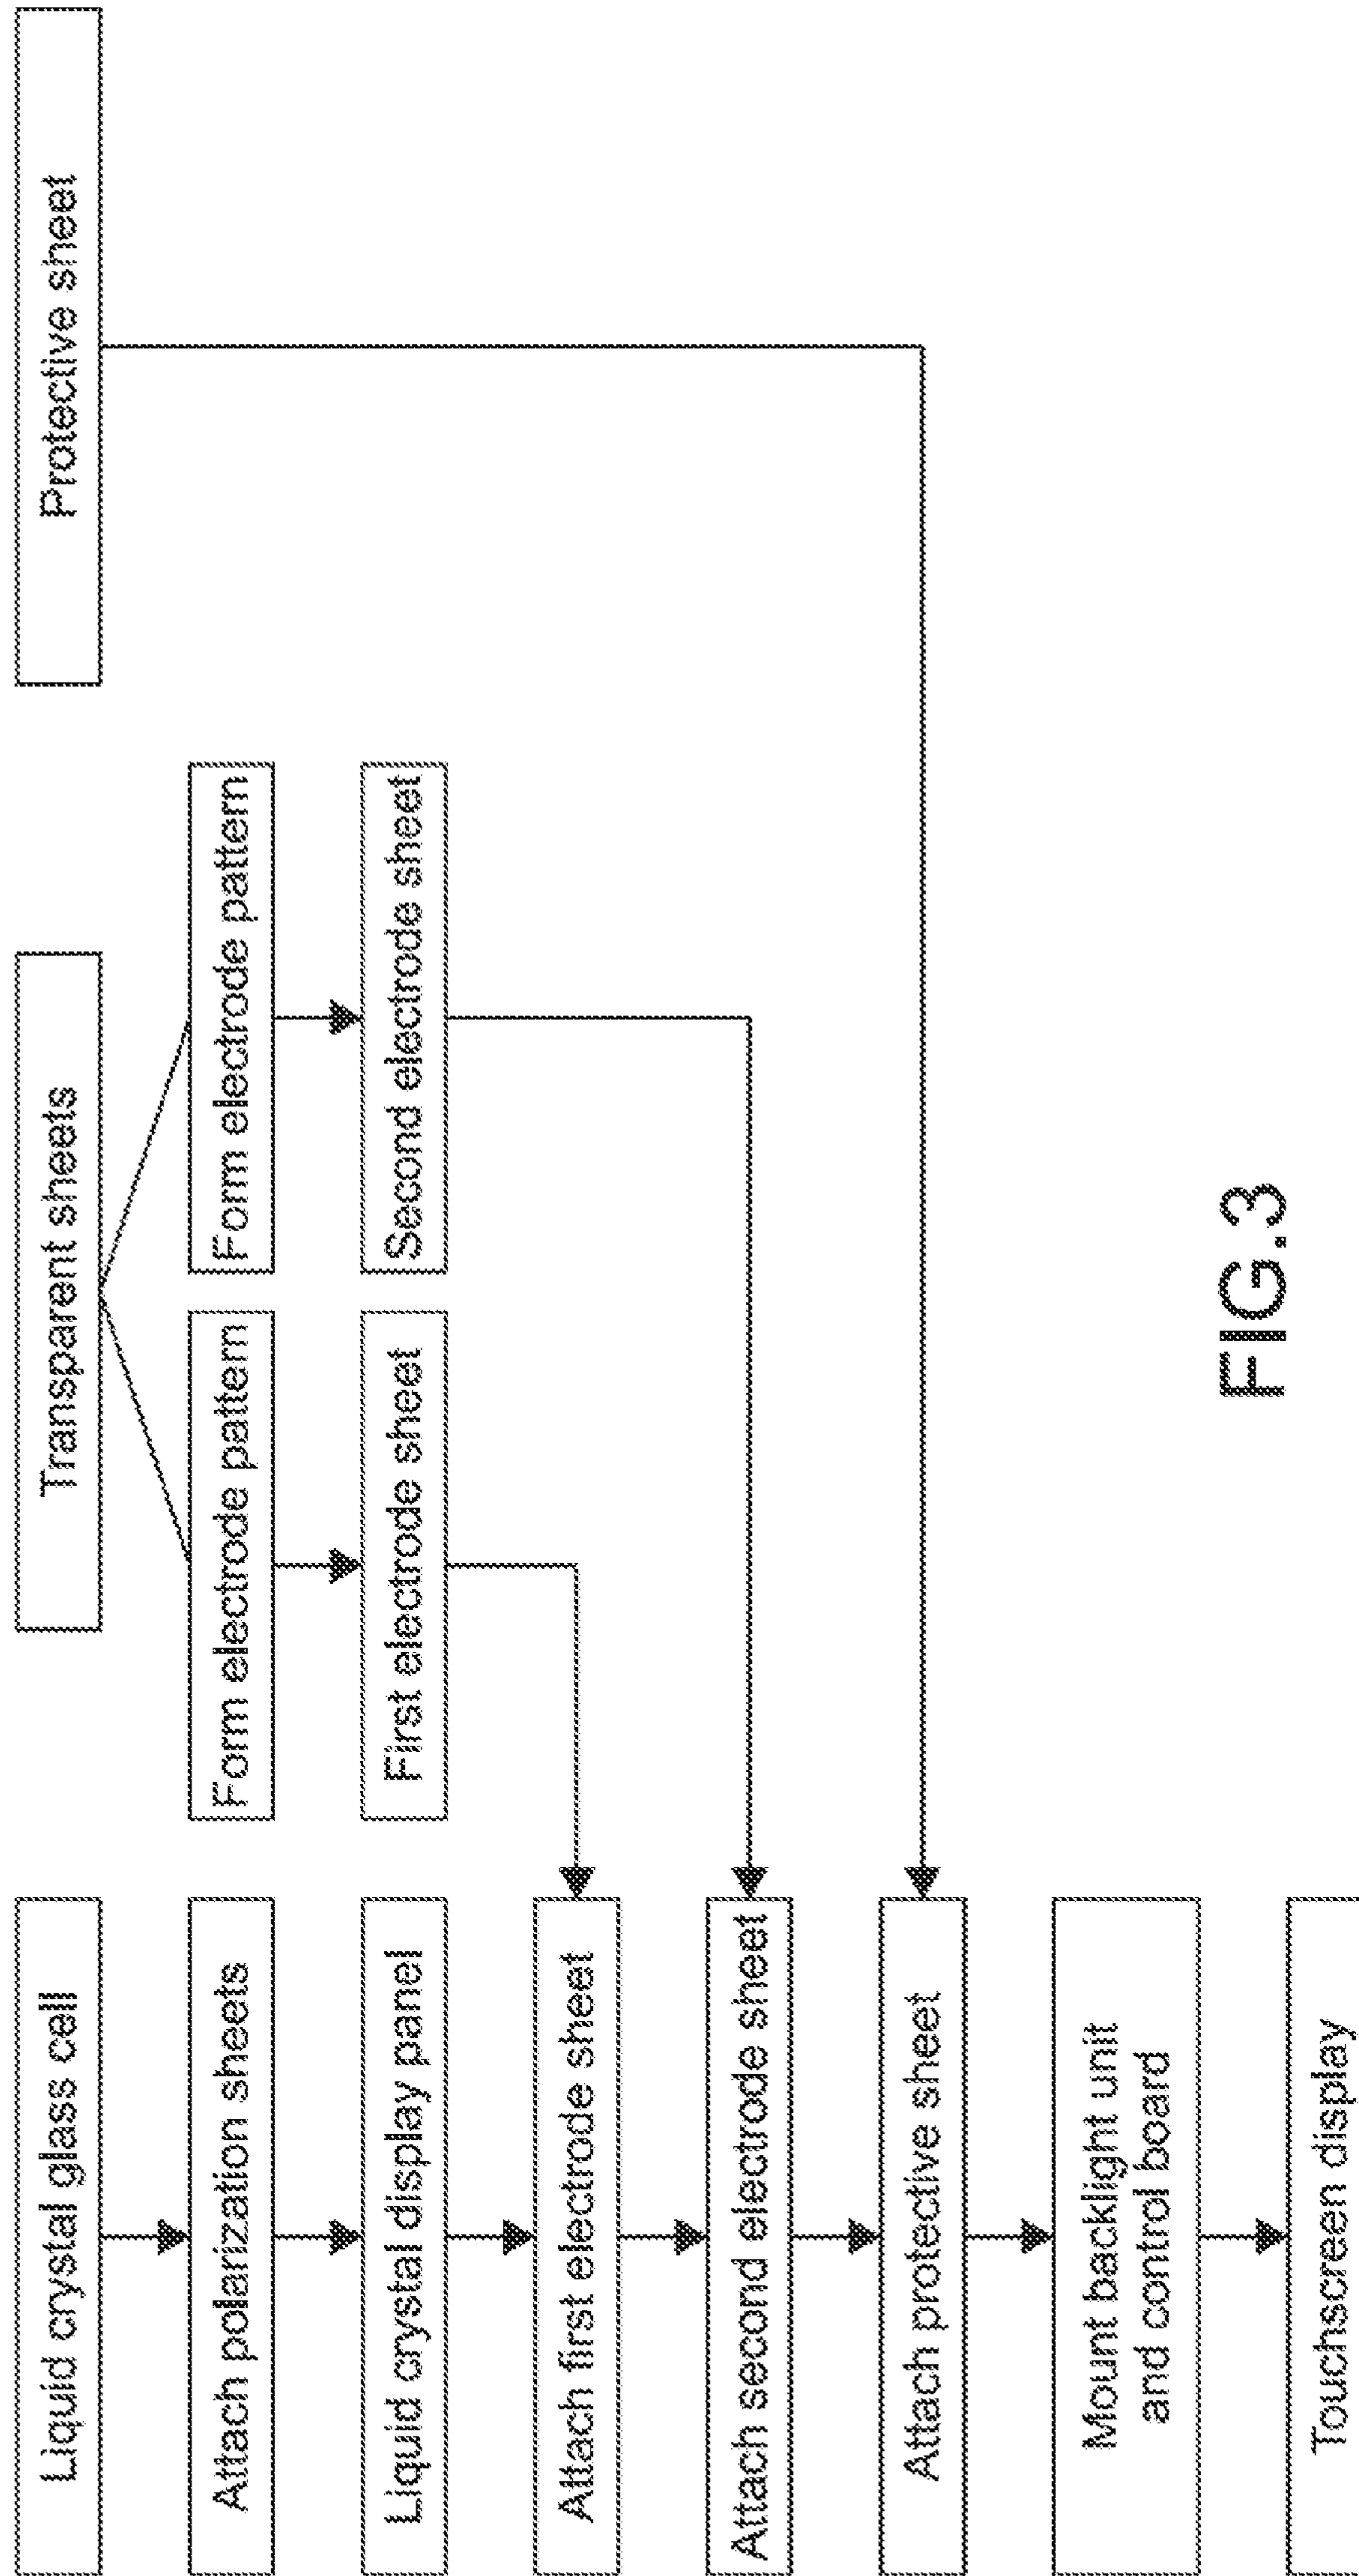 Liquid crystal glass cell
Attach polarization sheets
Liquid crystal display panel
Attach first electrode sheet
Attach second electrode sheet
Attach protective sheet
Mount backlight unit
and control board
Touchscreen display
Transparent sheets
Form electrode pattern
First electrode sheet
Form electrode pattern
Second electrode sheet
Protective sheet
FIG.3